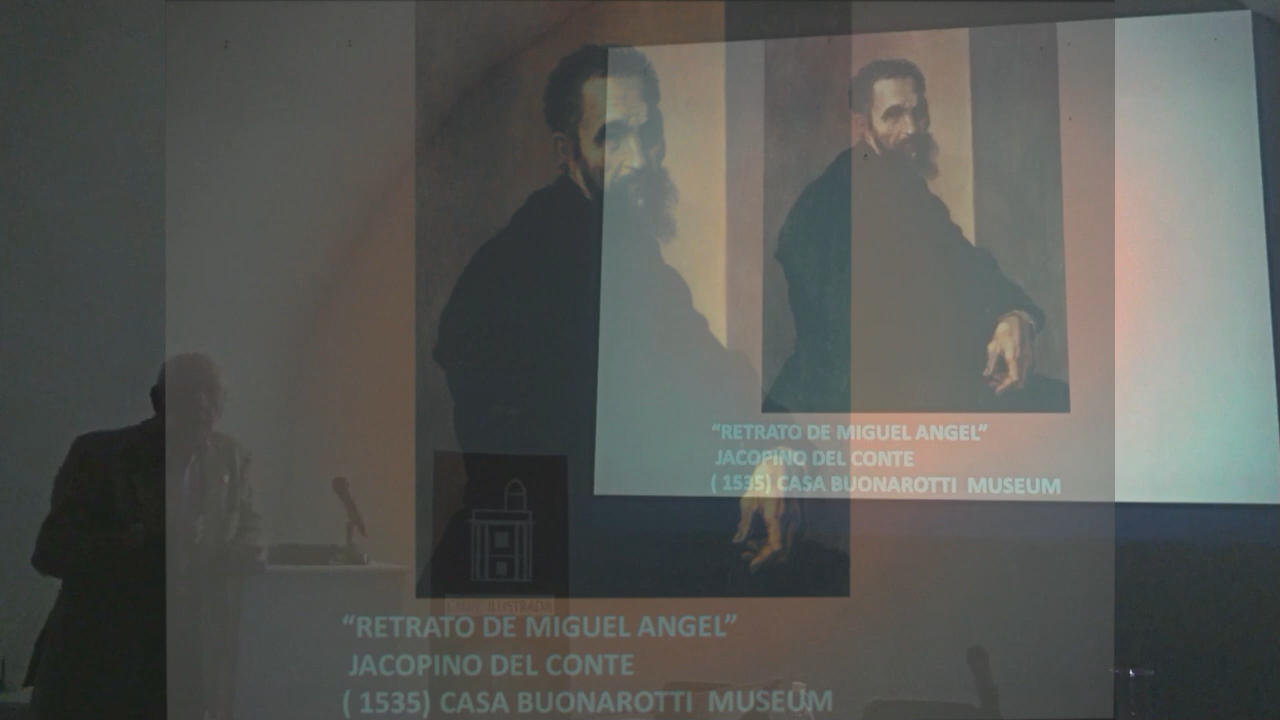 “RETRATO DE MIGUEL ANGEL”
JACOPINO DEL CONTE
( 1535) CASA BUONAROTTI MUSEUM
ILUSTRADA
“RETRATO DE MIGUEL ANGEL”
JACOPINO DEL CONTE
( 1535) CASA BUONAROTTI MUSEUM